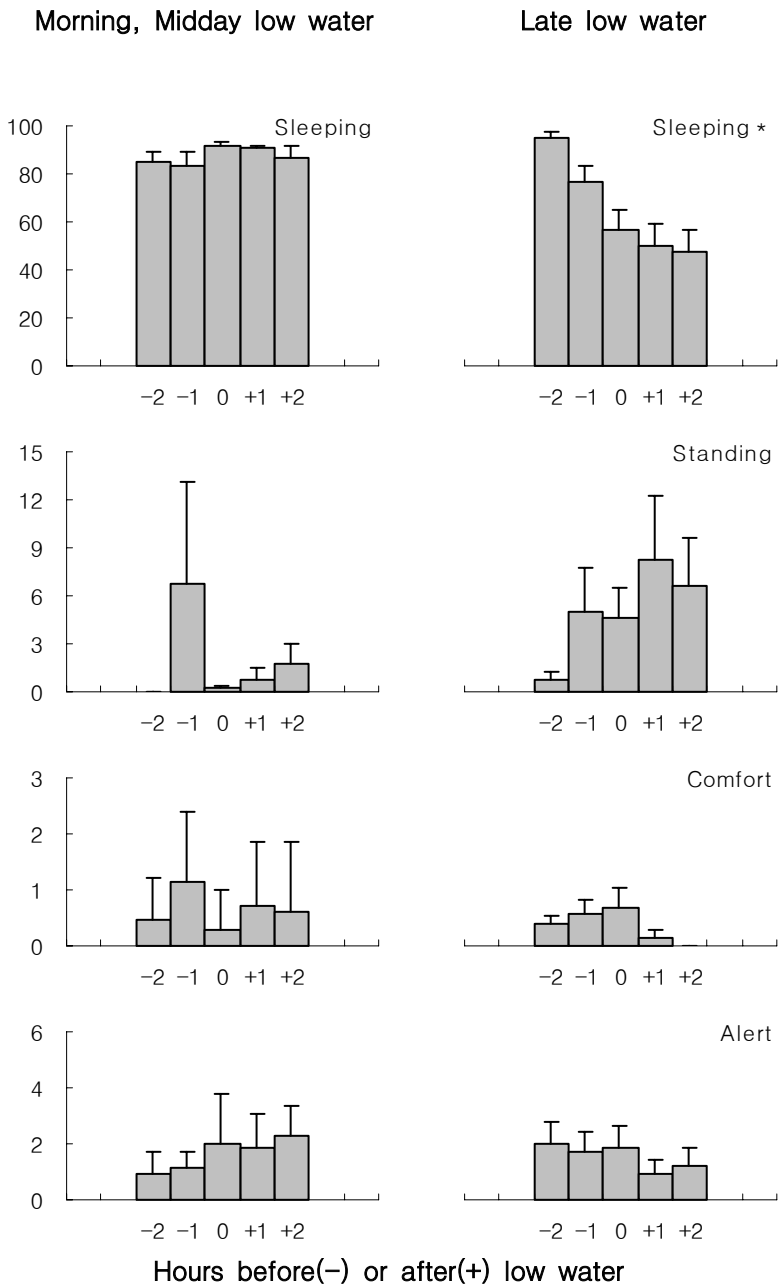 Morning, Midday low water Late low water
100 Sleeping Sleeping *
80
60
40
20
0
−2 −1 0 +1 +2 −2 −1 0 +1 +2
15 Standing
12
9
6
3
0
−2 −1 0 +1 +2 −2 −1 0 +1 +2
3 Comfort
2
1
0
−2 −1 0 +1 +2 −2 −1 0 +1 +2
6 Alert
4
2
0
−2 −1 0 +1 +2 −2 −1 0 +1 +2
Hours before(−) or after(+) low water